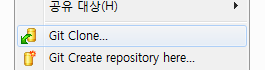 공유 대상(H)
Git Clone...
Git Create repository here...